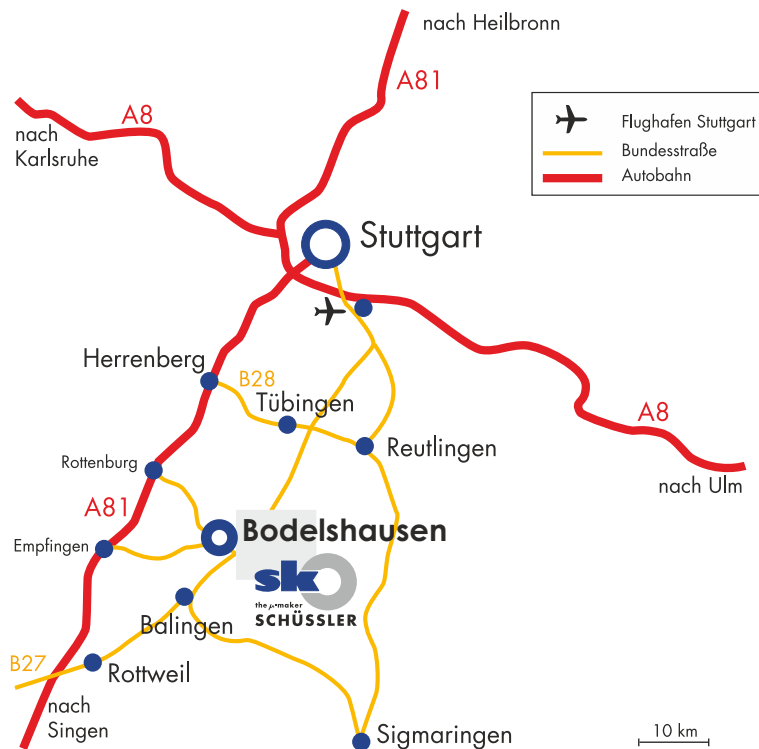 nach Heilbronn
A81
A8
nach
Karlsruhe
Flughafen Stuttgart
Bundesstraße
Autobahn
Stuttgart
Herrenberg
B28
Tübingen
A8
Reutlingen
Rottenburg
nach Ulm
A81
Bodelshausen
Empfingen
sk
the µ-maker
SCHÜSSLER
Balingen
B27
Rottweil
nach
Singen
Sigmaringen
10 km